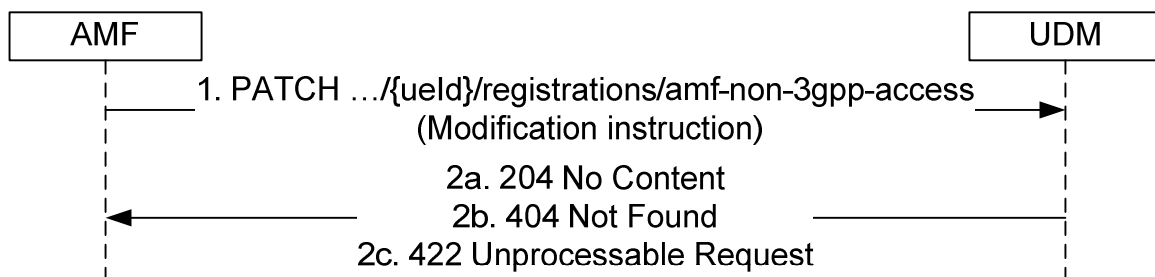 AMF
UDM
1. PATCH …/{ueId}/registrations/amf-non-3gpp-access
(Modification instruction)
2a. 204 No Content
2b. 404 Not Found
2c. 422 Unprocessable Request